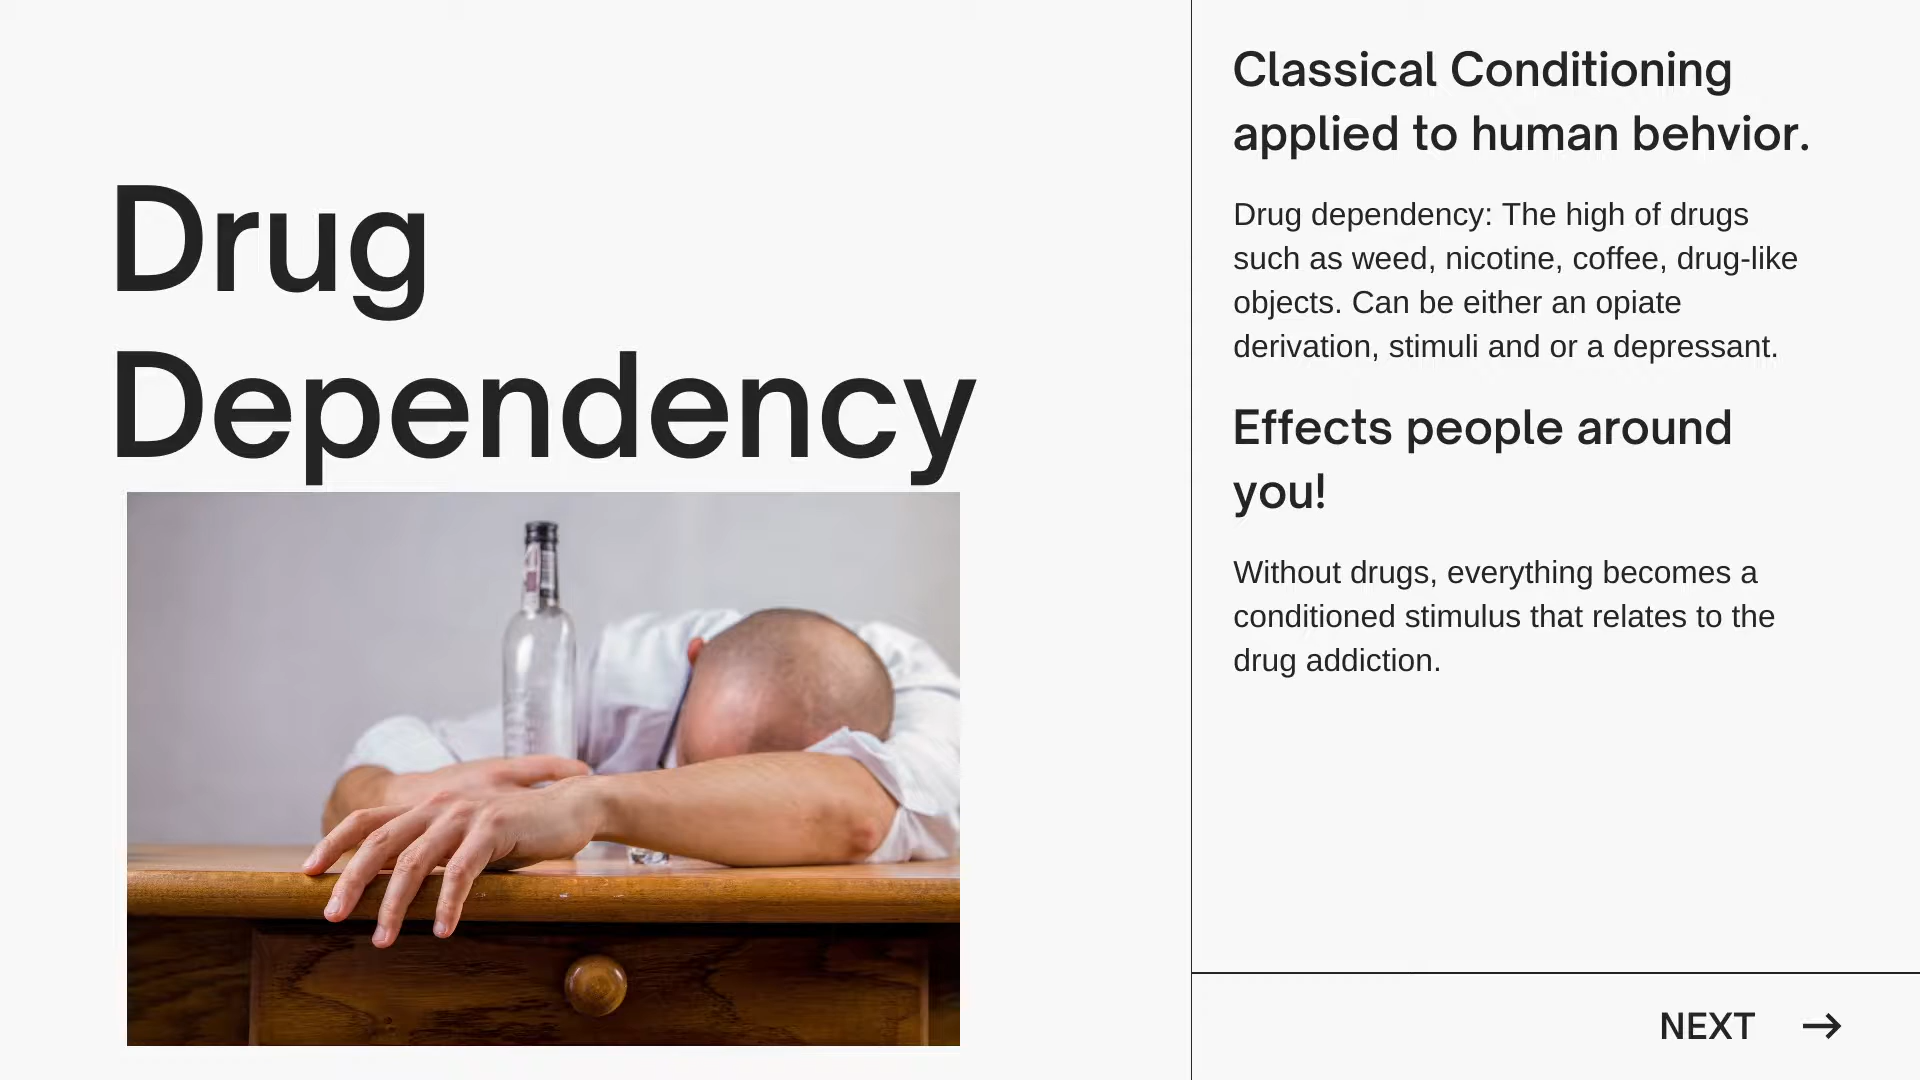 Drug
Dependency
Classical Conditioning
applied to human behvior.
Drug dependency: The high of drugs
such as weed, nicotine, coffee, drug-like
objects. Can be either an opiate
derivation, stimuli and or a depressant.
Effects people around
you!
Without drugs, everything becomes a
conditioned stimulus that relates to the
drug addiction.
NEXT →